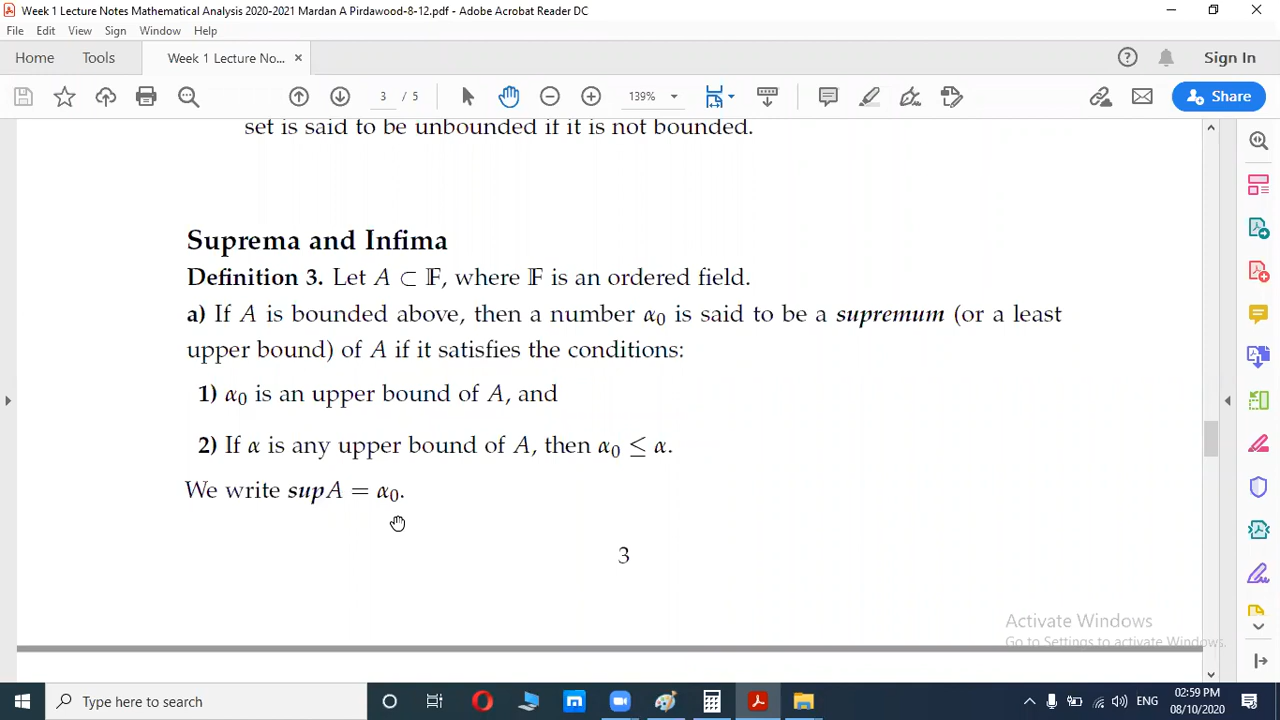 Week 1 Lecture Notes Mathematical Analysis 2020-2021 Mardan A Pirdawood-8-12.pdf - Adobe Acrobat Reader DC
File Edit View Sign Window Help
Home Tools Week 1 Lecture No... × Sign In
3 / 5 139% Share
set is said to be unbounded if it is not bounded.
Suprema and Infima
Definition 3. Let A ⊂ 𝔽, where 𝔽 is an ordered field.
a) If A is bounded above, then a number α₀ is said to be a supremum (or a least
upper bound) of A if it satisfies the conditions:
1) α₀ is an upper bound of A, and
2) If α is any upper bound of A, then α₀ ≤ α.
We write supA = α₀.
3
Activate Windows
Go to Settings to activate Windows.
Type here to search
ENG
02:59 PM
08/10/2020